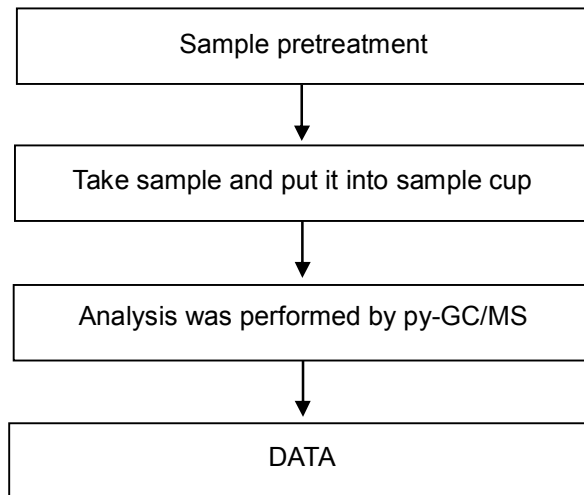 Sample pretreatment
Take sample and put it into sample cup
Analysis was performed by py-GC/MS
DATA